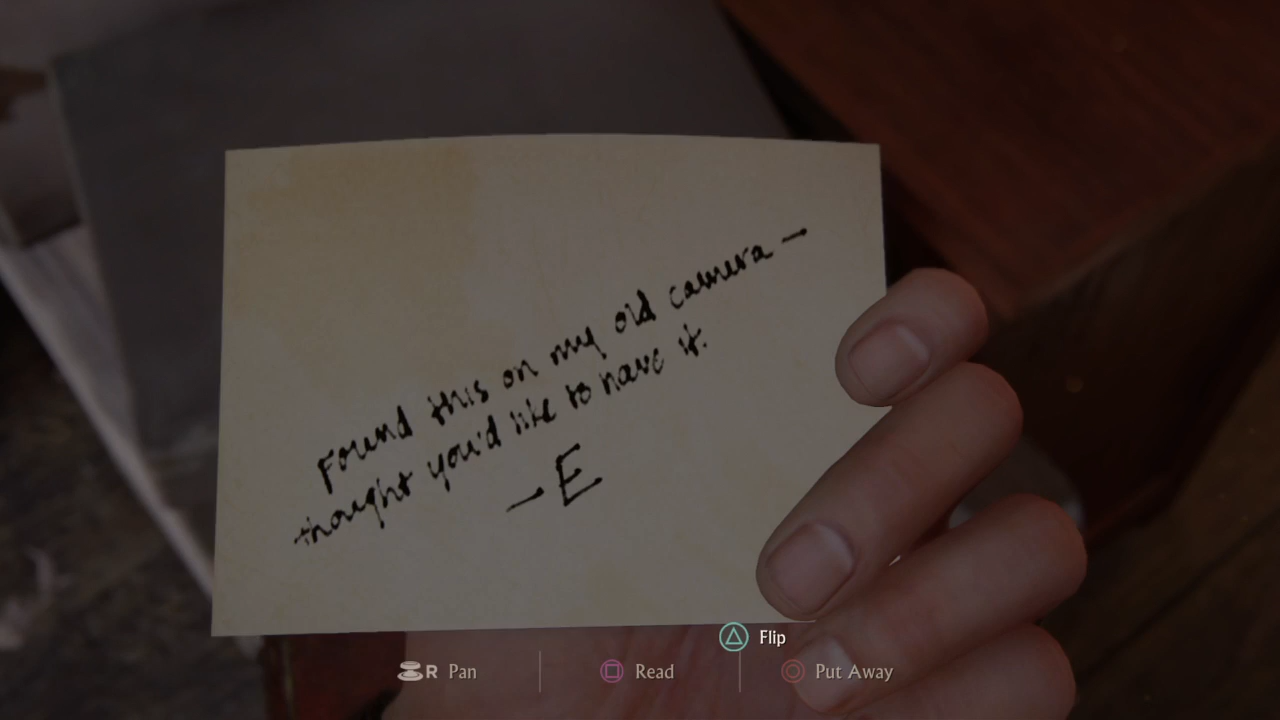 Found this on my old camera —
thought you'd like to have it.
— E
Flip
R Pan
Read
Put Away